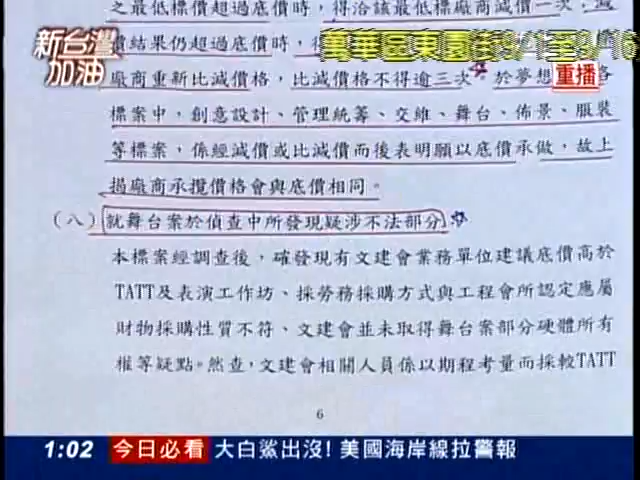 之最低標價超過底價時，得洽該最低標廠商減價一次，減
新台灣加油
價結果仍超過底價時，得
萬華區東園街
重播
廠商重新比減價格，比減價格不得逾三次。於夢想
標案中，創意設計、管理統籌、交維、舞台、佈景、服裝
等標案，係經減價或比減價而後表明願以底價承做，故上
揭廠商承攬價格會與底價相同。
（八）就舞台案於偵查中所發現疑涉不法部分
本標案經調查後，確發現有文建會業務單位建議底價高於
TATT及表演工作坊、採勞務採購方式與工程會所認定應屬
財物採購性質不符、文建會並未取得舞台案部分硬體所有
權等疑點。然查，文建會相關人員係以期程考量而採較TATT
6
1:02 今日必看 大白鯊出沒! 美國海岸線拉警報